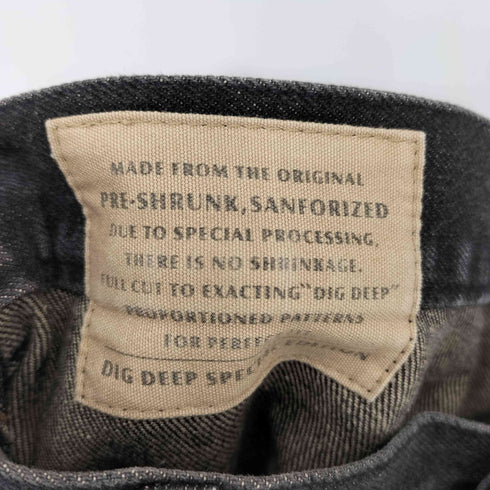 MADE FROM THE ORIGINAL
PRE-SHRUNK, SANFORIZED
DUE TO SPECIAL PROCESSING,
THERE IS NO SHRINKAGE.
FULL CUT TO EXACTING "DIG DEEP"
PROPORTIONED PATTERNS
FOR EDITION
DIG DEEP